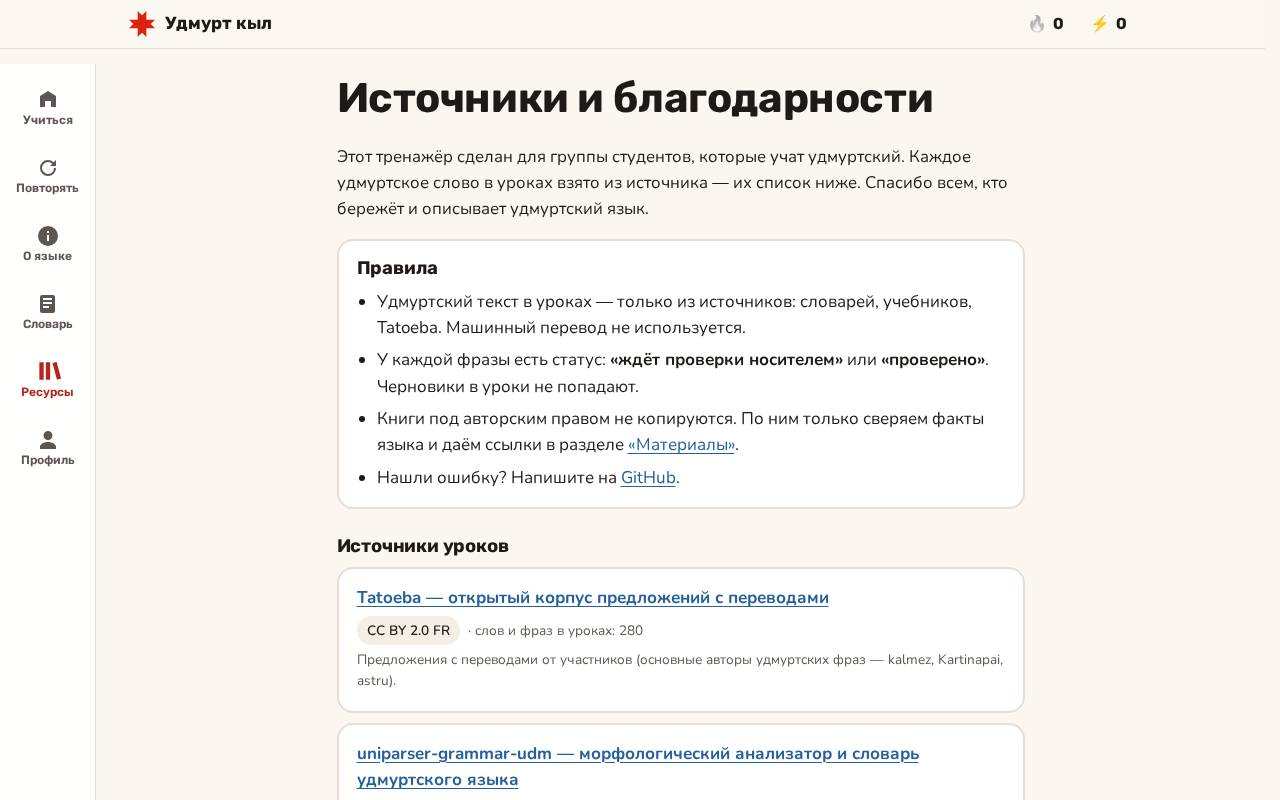 Удмурт кыл
0
0
Учиться
Повторять
О языке
Словарь
Ресурсы
Профиль
Источники и благодарности
Этот тренажёр сделан для группы студентов, которые учат удмуртский. Каждое
удмуртское слово в уроках взято из источника — их список ниже. Спасибо всем, кто
бережёт и описывает удмуртский язык.
Правила
• Удмуртский текст в уроках — только из источников: словарей, учебников,
Tatoeba. Машинный перевод не используется.
• У каждой фразы есть статус: «ждёт проверки носителем» или «проверено».
Черновики в уроки не попадают.
• Книги под авторским правом не копируются. По ним только сверяем факты
языка и даём ссылки в разделе «Материалы».
• Нашли ошибку? Напишите на GitHub.
Источники уроков
Tatoeba — открытый корпус предложений с переводами
CC BY 2.0 FR · слов и фраз в уроках: 280
Предложения с переводами от участников (основные авторы удмуртских фраз — kalmez, Kartinapai,
astru).
uniparser-grammar-udm — морфологический анализатор и словарь
удмуртского языка